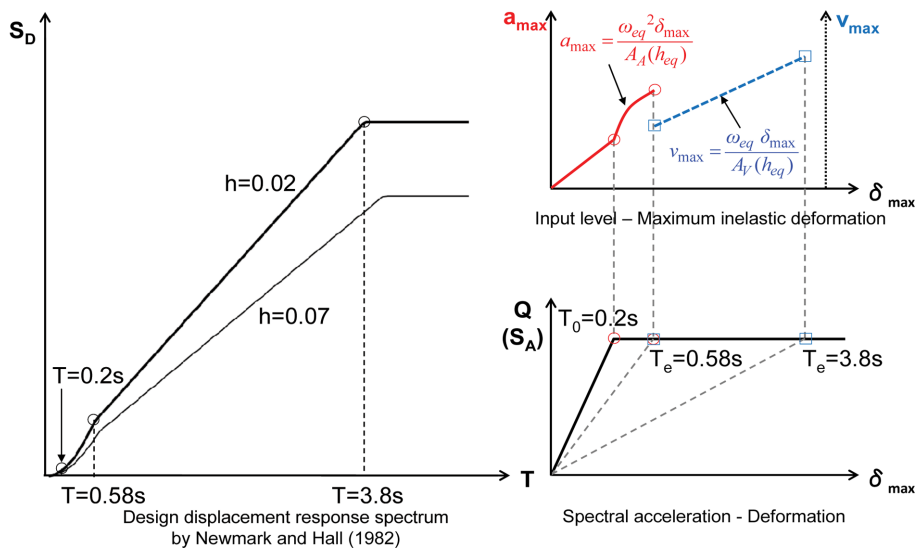 S_D
h=0.02
h=0.07
T=0.2s
T
T=0.58s
T=3.8s
Design displacement response spectrum
by Newmark and Hall (1982)
a_max
v_max
a_max = ω_eq² δ_max / A_A(h_eq)
v_max = ω_eq δ_max / A_V(h_eq)
δ_max
Input level – Maximum inelastic deformation
Q
(S_A)
T_0=0.2s
T_e=0.58s
T_e=3.8s
δ_max
Spectral acceleration - Deformation